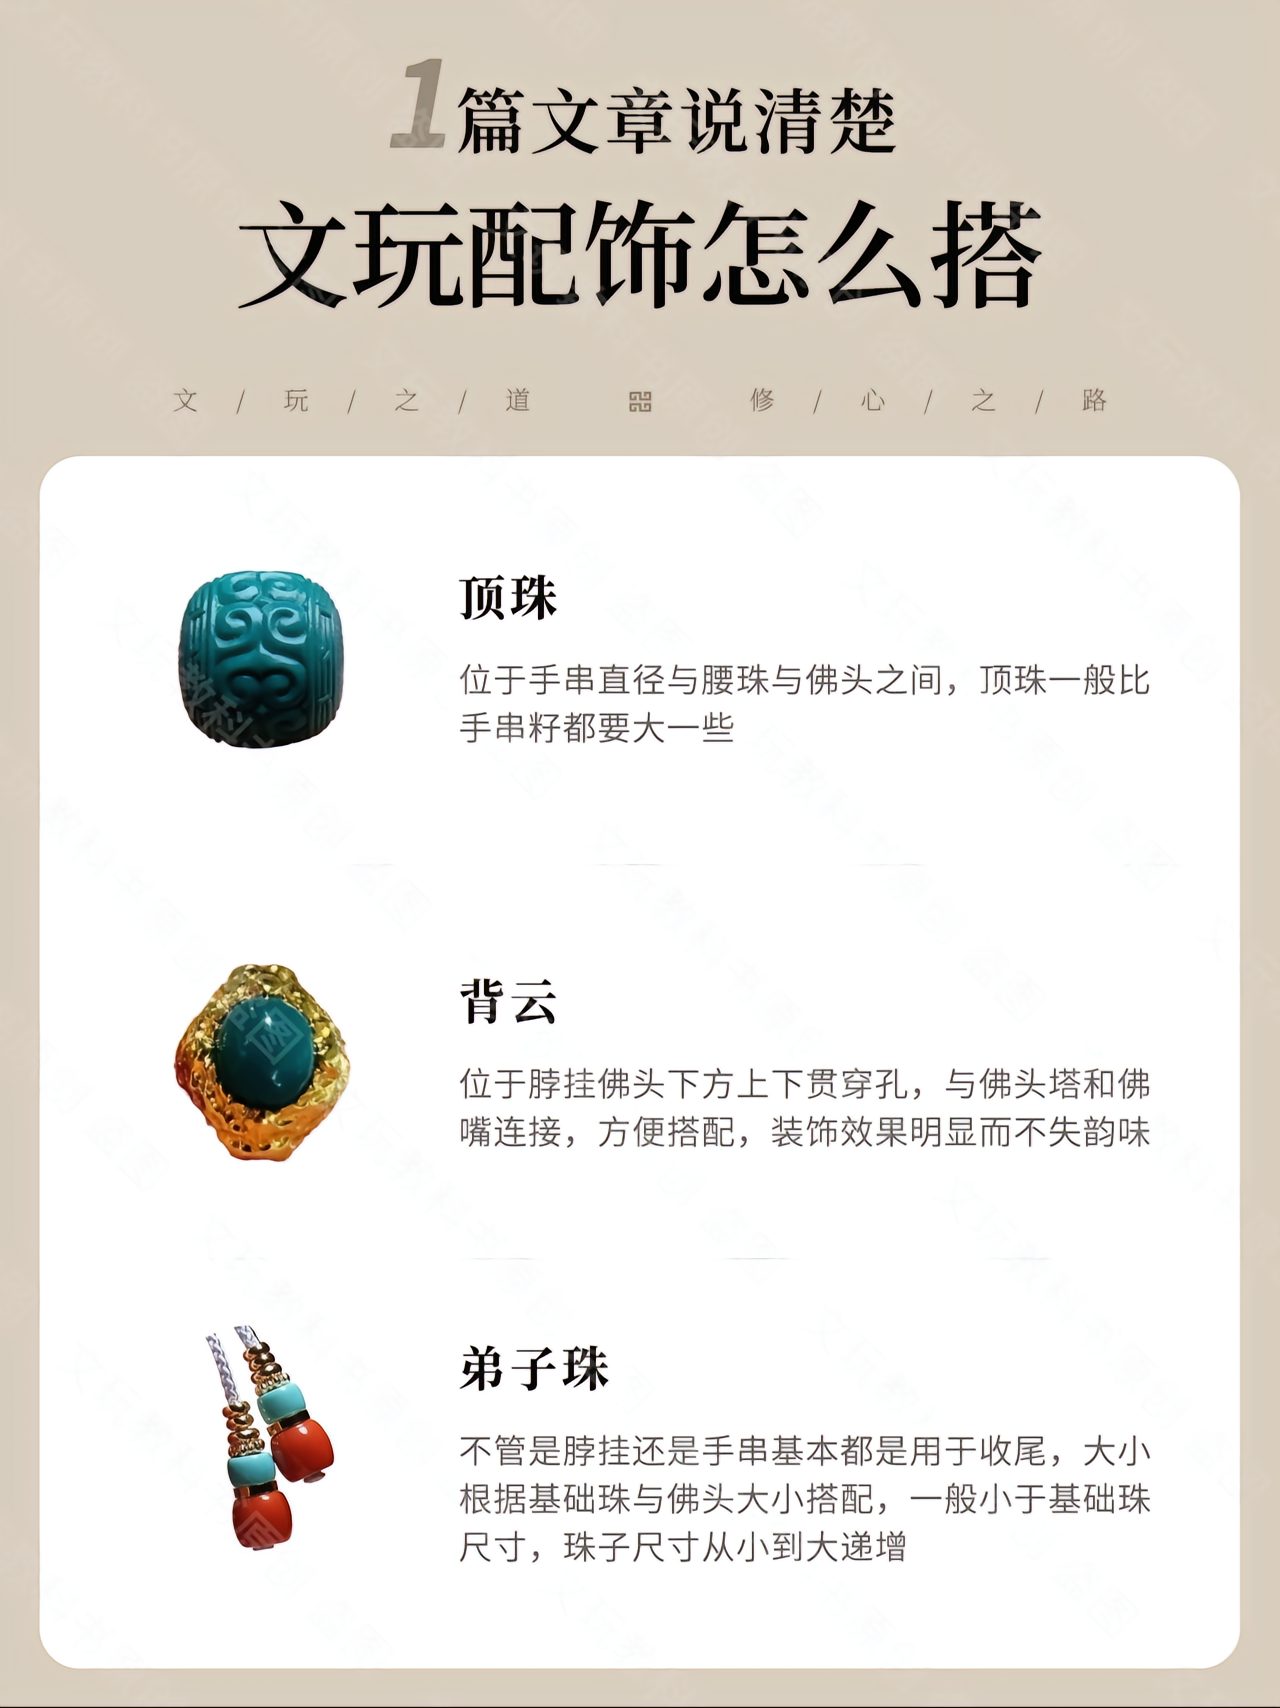 1篇文章说清楚
文玩配饰怎么搭
文/玩/之/道 修/心/之/路
顶珠
位于手串直径与腰珠与佛头之间，顶珠一般比
手串籽都要大一些
背云
位于脖挂佛头下方上下贯穿孔，与佛头塔和佛
嘴连接，方便搭配，装饰效果明显而不失韵味
弟子珠
不管是脖挂还是手串基本都是用于收尾，大小
根据基础珠与佛头大小搭配，一般小于基础珠
尺寸，珠子尺寸从小到大递增